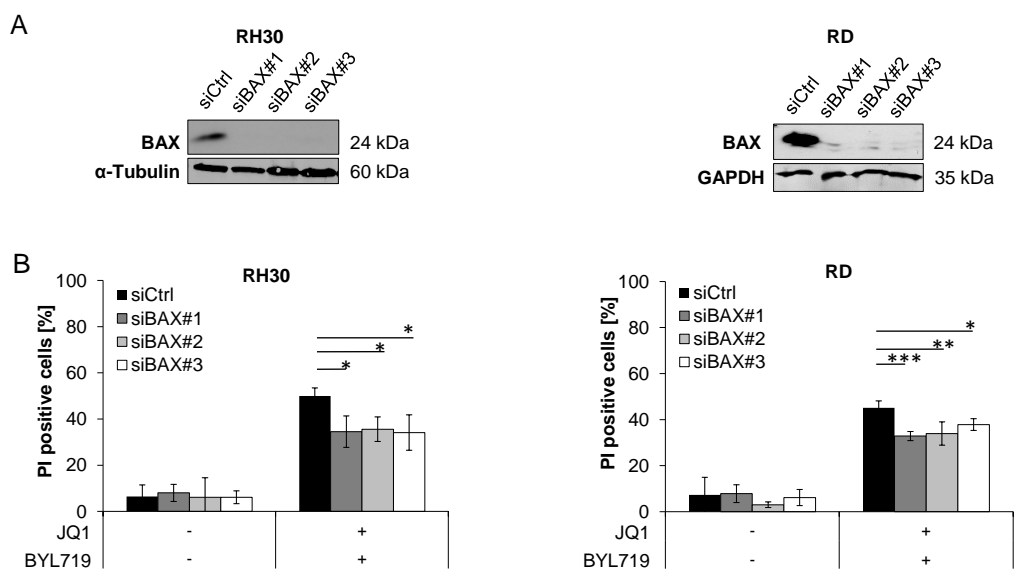 A
RH30
siCtrl
siBAX#1
siBAX#2
siBAX#3
BAX
24 kDa
α-Tubulin
60 kDa
RD
siCtrl
siBAX#1
siBAX#2
siBAX#3
BAX
24 kDa
GAPDH
35 kDa
B
RH30
PI positive cells [%]
100
80
60
40
20
0
siCtrl
siBAX#1
siBAX#2
siBAX#3
*
*
*
JQ1 - +
BYL719 - +
RD
PI positive cells [%]
100
80
60
40
20
0
siCtrl
siBAX#1
siBAX#2
siBAX#3
*
**
***
JQ1 - +
BYL719 - +